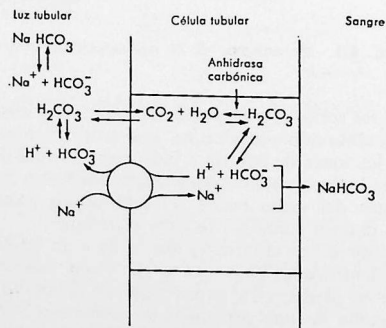 Luz tubular
Célula tubular
Sangre
Na HCO3
.Na+ + HCO3-
Anhidrasa
carbónica
H2CO3
CO2 + H2O
H2CO3
H+ + HCO3-
H+ + HCO3-
Na+
Na+
NaHCO3